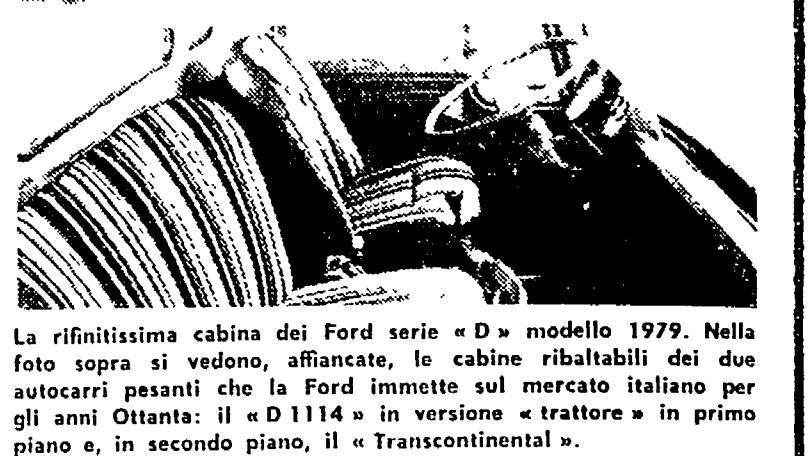 La rifinitissima cabina dei Ford serie « D » modello 1979. Nella
foto sopra si vedono, affiancate, le cabine ribaltabili dei due
autocarri pesanti che la Ford immette sul mercato italiano per
gli anni Ottanta: il « D 1114 » in versione « trattore » in primo
piano e, in secondo piano, il « Transcontinental ».